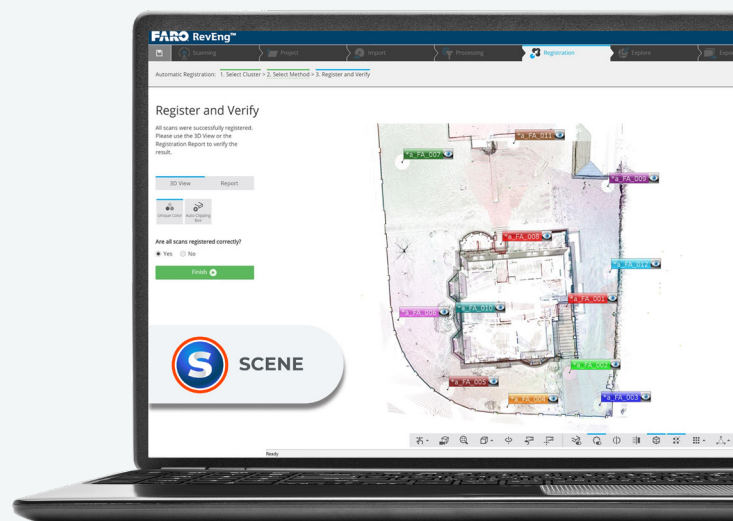 FARO RevEng™
Scanning
Project
Import
Processing
Registration
Explore
Automatic Registration: 1. Select Cluster > 2. Select Method > 3. Register and Verify
Register and Verify
All scans were successfully registered.
Please use the 3D View or the
Registration Report to verify the
result.
3D View
Report
Unique Color
Auto Clipping
Box
Are all scans registered correctly?
Yes
No
Finish
*a_FA_011
*a_FA_007
*a_FA_009
*a_FA_008
*a_FA_012
*a_FA_001
*a_FA_010
*a_FA_006
*a_FA_002
*a_FA_005
*a_FA_004
*a_FA_003
S SCENE
Ready